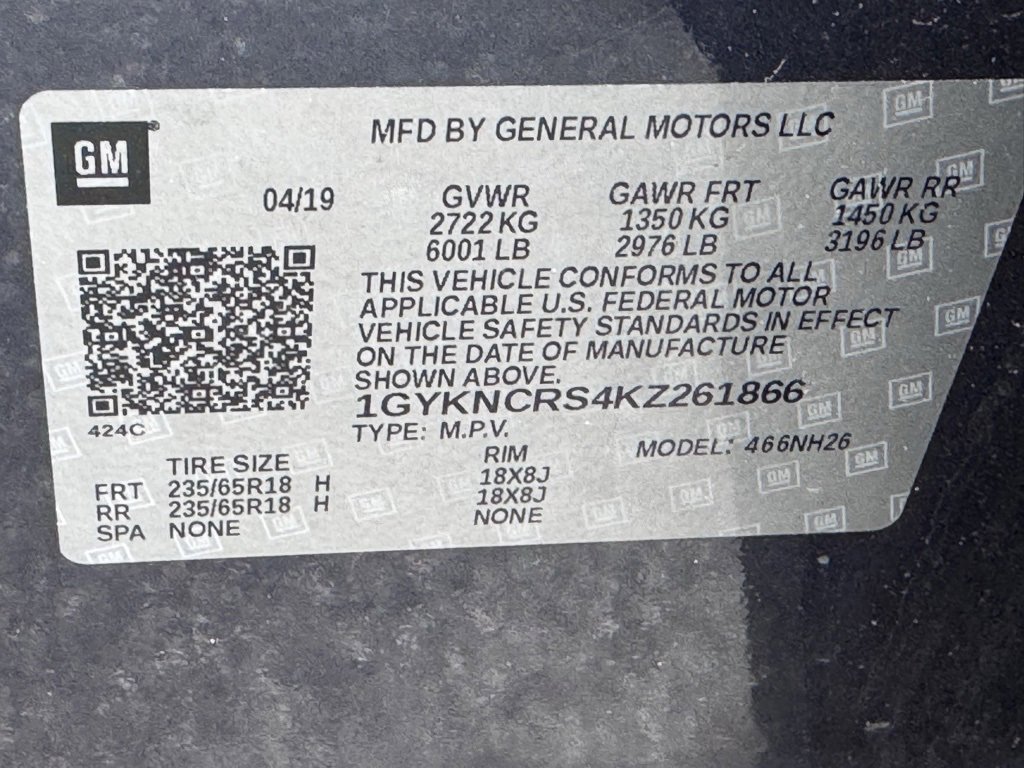 GM
MFD BY GENERAL MOTORS LLC
04/19 GVWR GAWR FRT GAWR RR
2722 KG 1350 KG 1450 KG
6001 LB 2976 LB 3196 LB
THIS VEHICLE CONFORMS TO ALL
APPLICABLE U.S. FEDERAL MOTOR
VEHICLE SAFETY STANDARDS IN EFFECT
ON THE DATE OF MANUFACTURE
SHOWN ABOVE.
1GYKNCRS4KZ261866
424C
TYPE: M.P.V. MODEL: 466NH26
TIRE SIZE RIM
FRT 235/65R18 H 18X8J
RR 235/65R18 H 18X8J
SPA NONE NONE